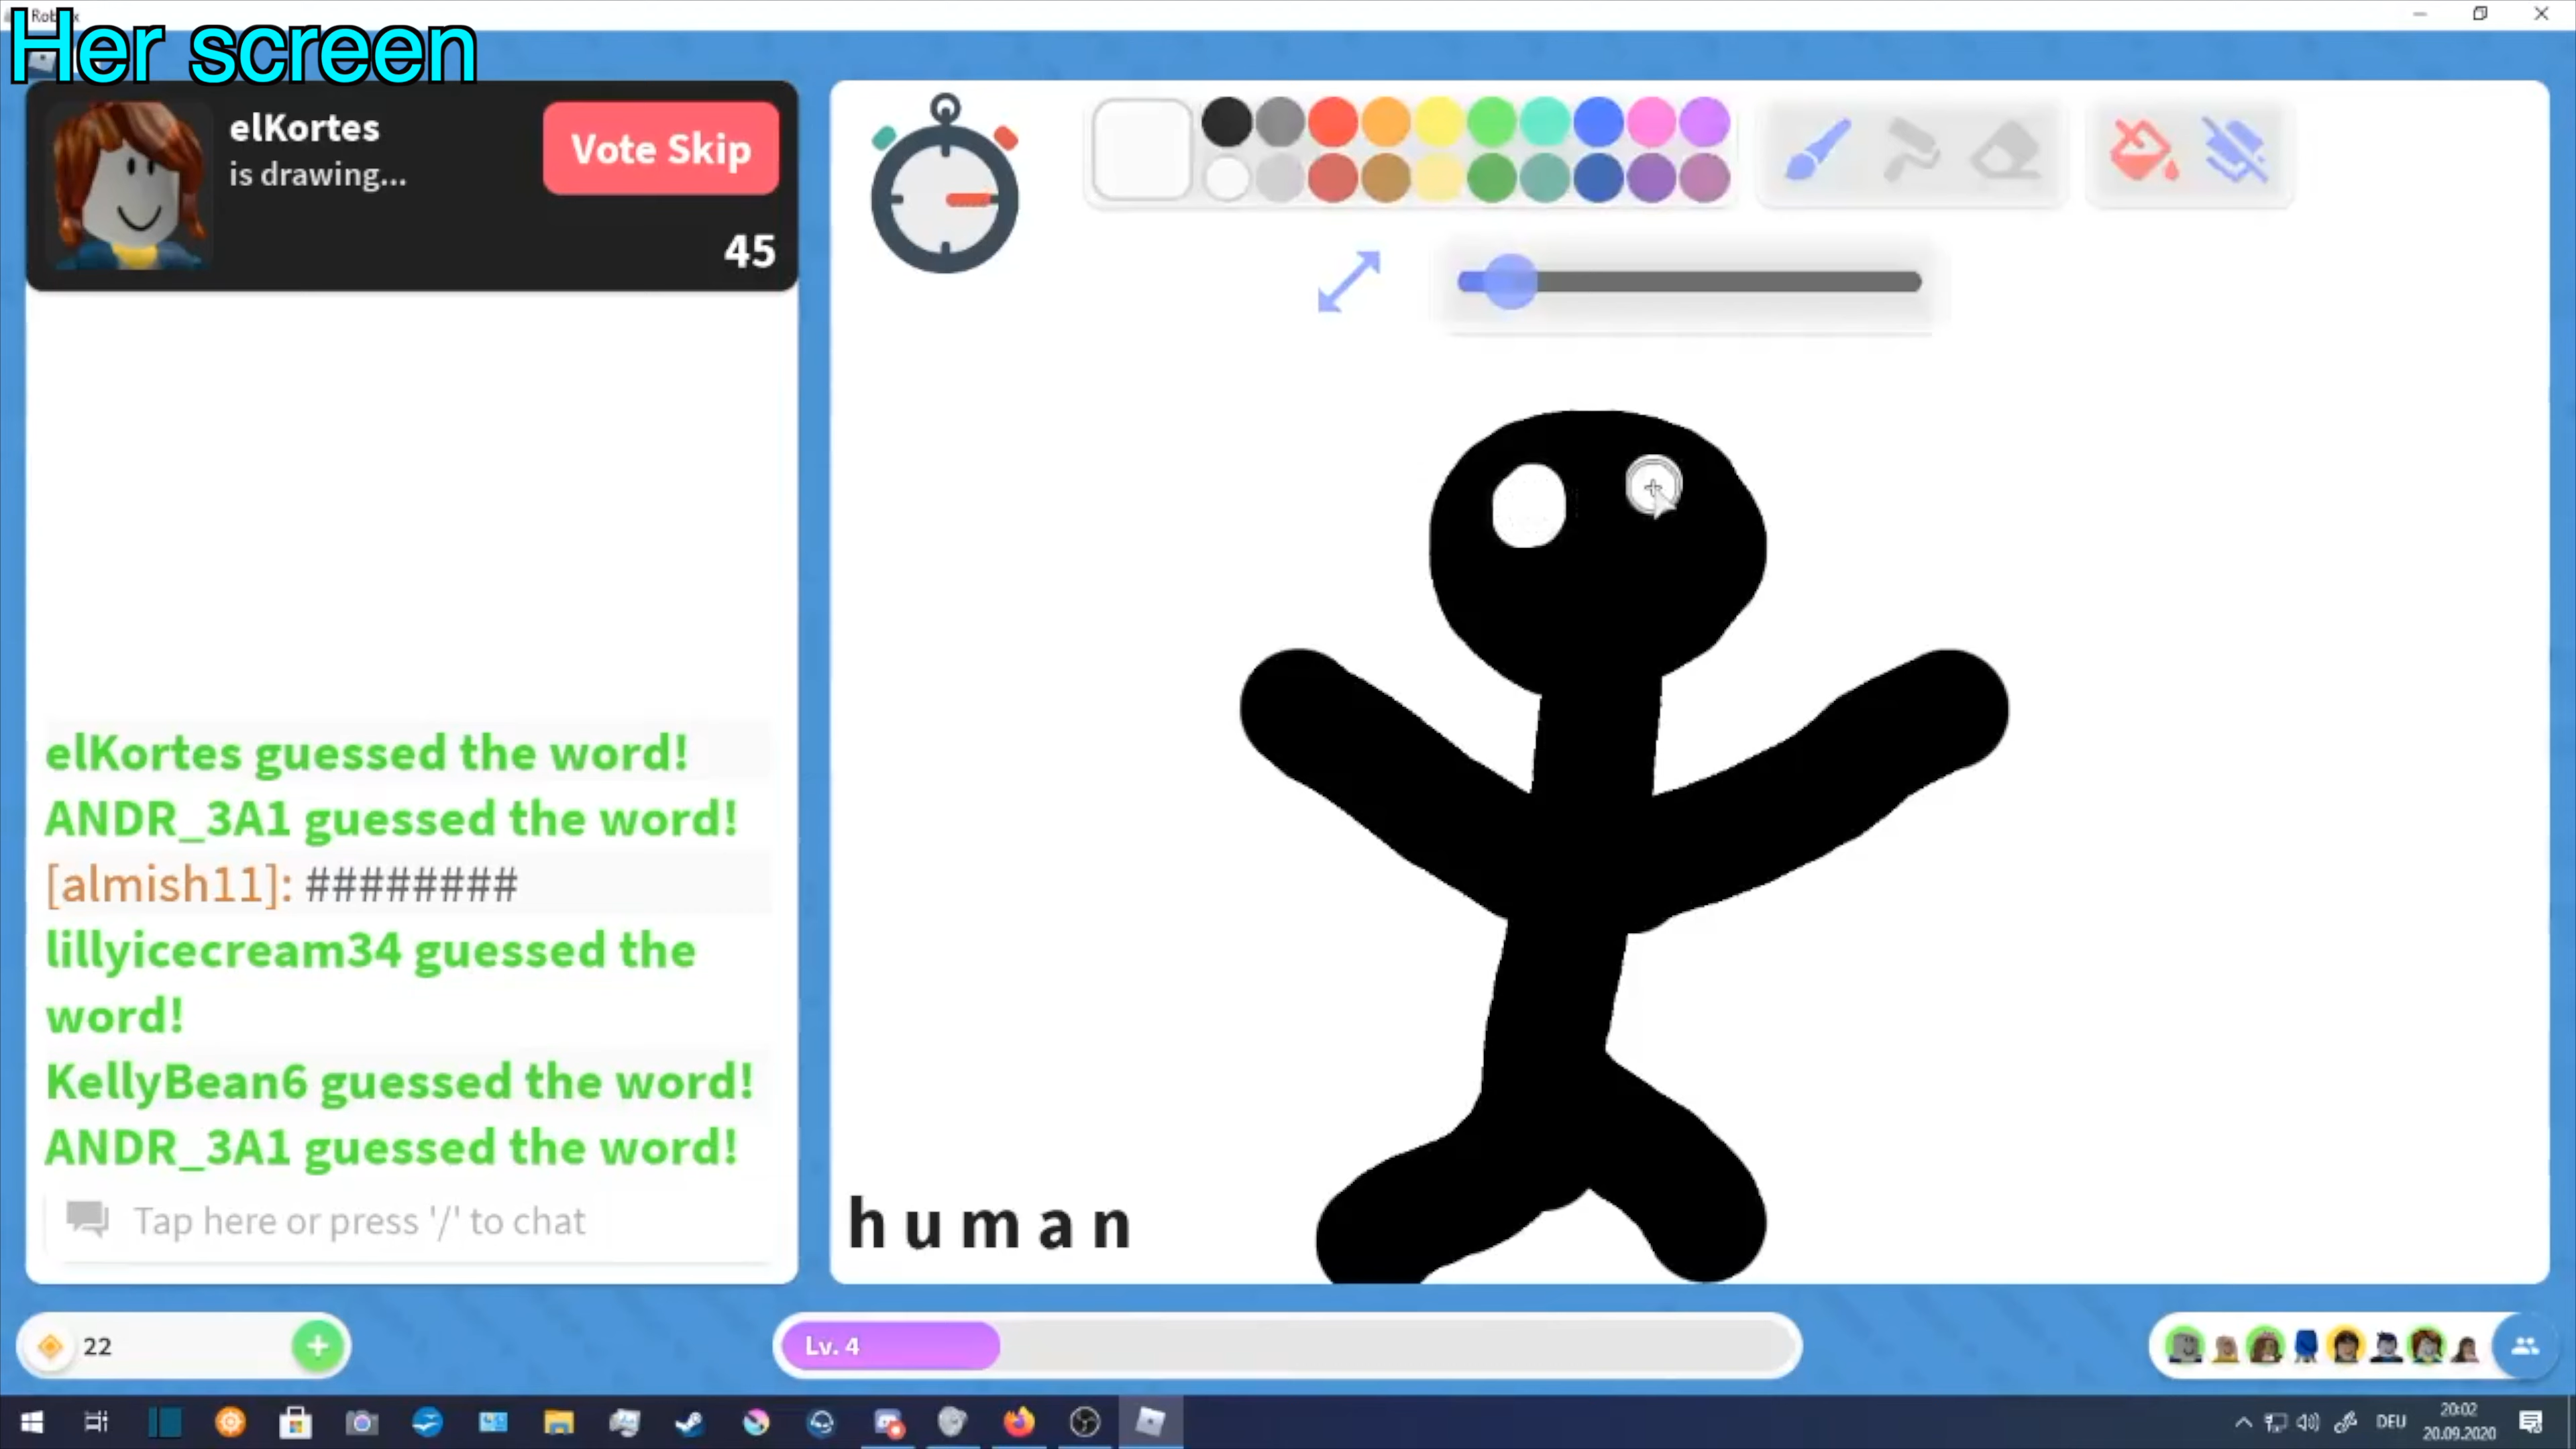 Roblox
Her screen
elKortes
is drawing...
Vote Skip
45
elKortes guessed the word!
ANDR_3A1 guessed the word!
[almish11]: ########
lillyicecream34 guessed the
word!
KellyBean6 guessed the word!
ANDR_3A1 guessed the word!
Tap here or press '/' to chat
human
22
Lv. 4
DEU
20:02
20.09.2020